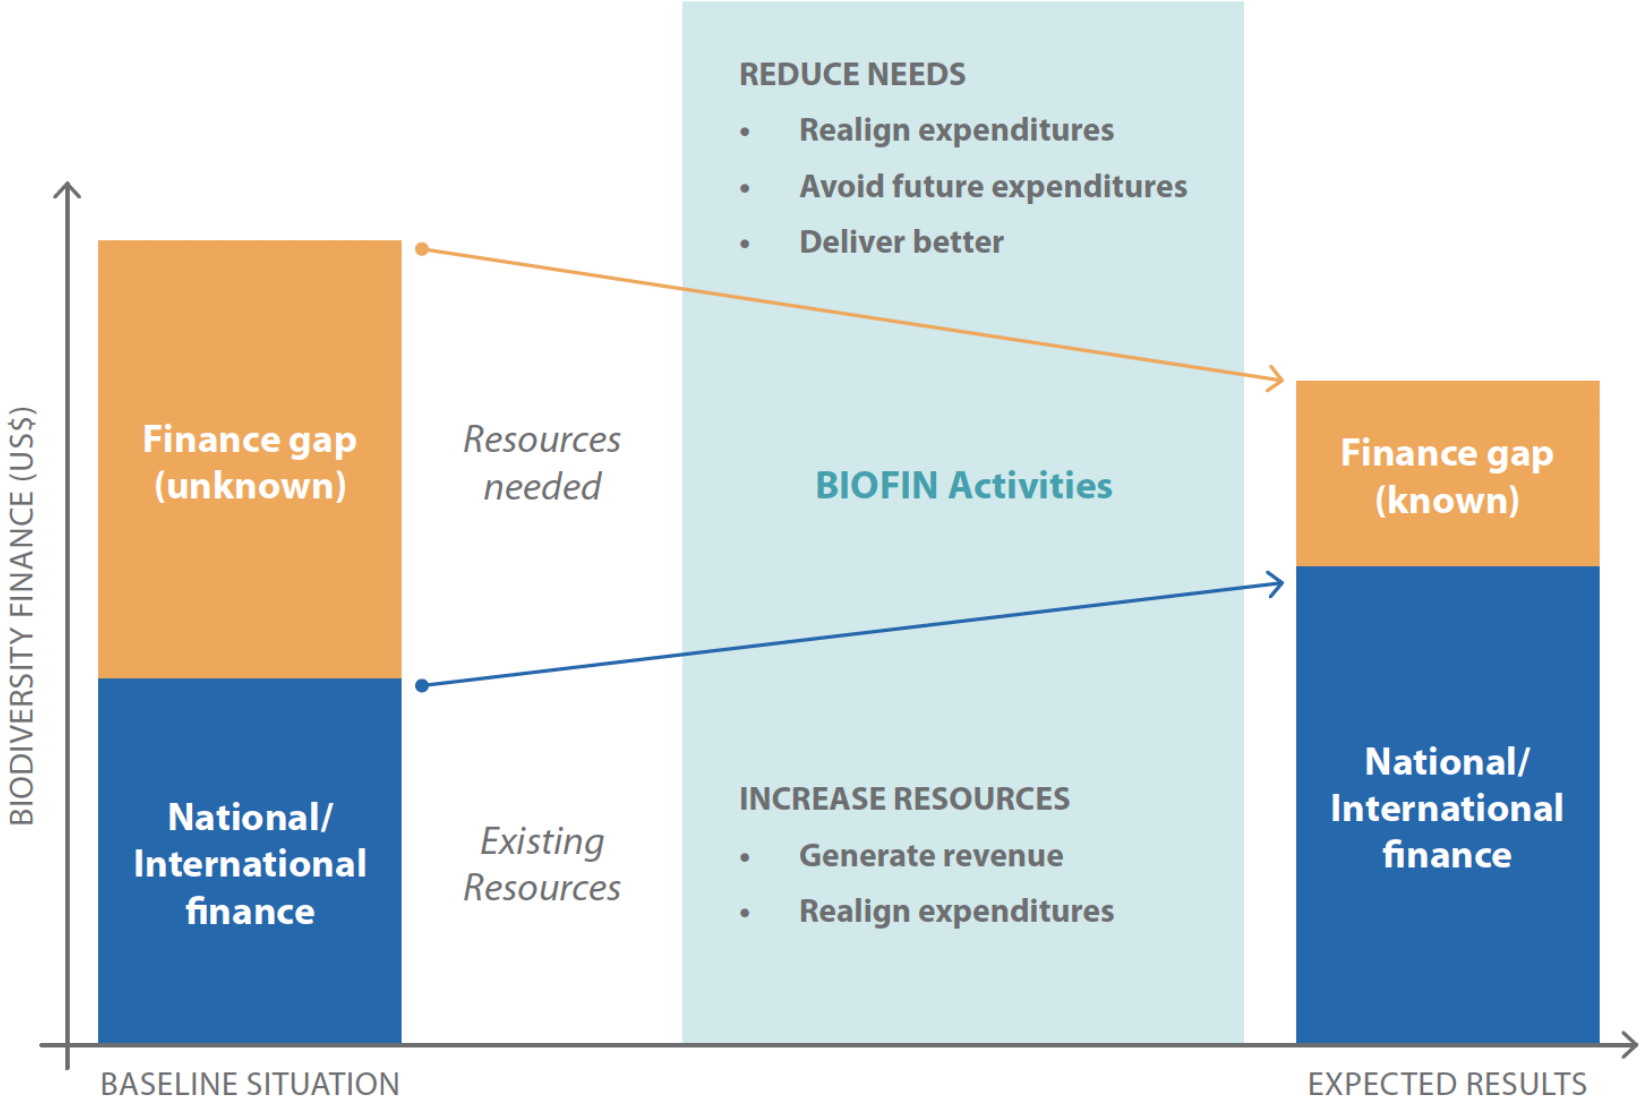 BIODIVERSITY FINANCE (US$)
Finance gap
(unknown)
National/
International
finance
Resources
needed
Existing
Resources
REDUCE NEEDS
• Realign expenditures
• Avoid future expenditures
• Deliver better
BIOFIN Activities
INCREASE RESOURCES
• Generate revenue
• Realign expenditures
Finance gap
(known)
National/
International
finance
BASELINE SITUATION
EXPECTED RESULTS